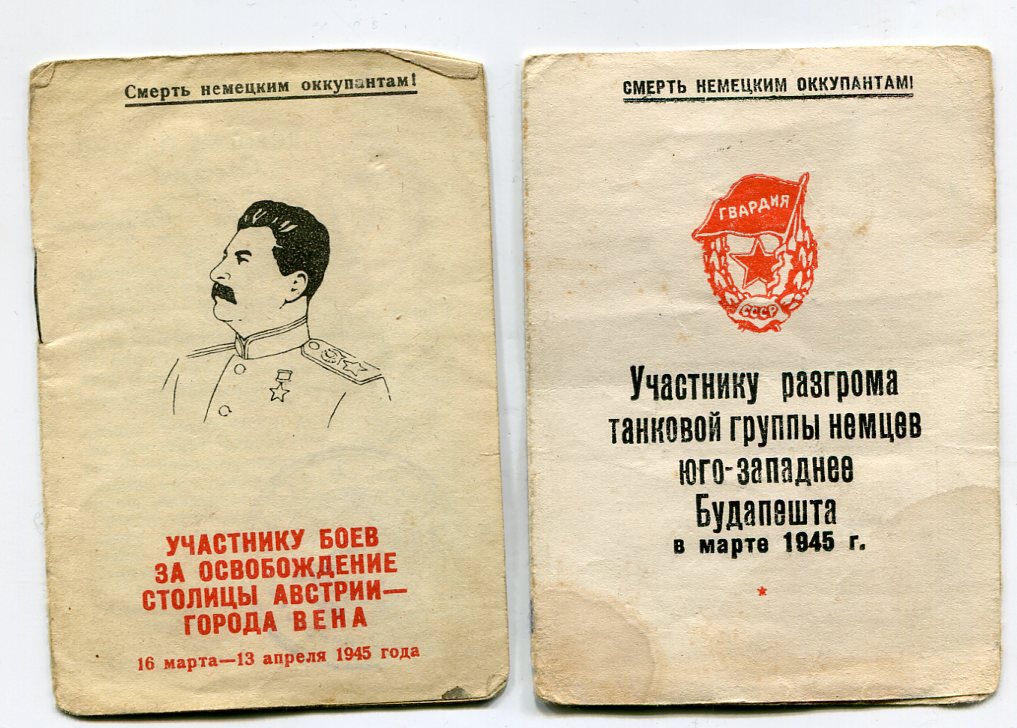 Смерть немецким оккупантам!
УЧАСТНИКУ БОЕВ
ЗА ОСВОБОЖДЕНИЕ
СТОЛИЦЫ АВСТРИИ—
ГОРОДА ВЕНА
16 марта—13 апреля 1945 года
СМЕРТЬ НЕМЕЦКИМ ОККУПАНТАМ!
ГВАРДИЯ
СССР
Участнику разгрома
танковой группы немцев
юго-западнее
Будапешта
в марте 1945 г.